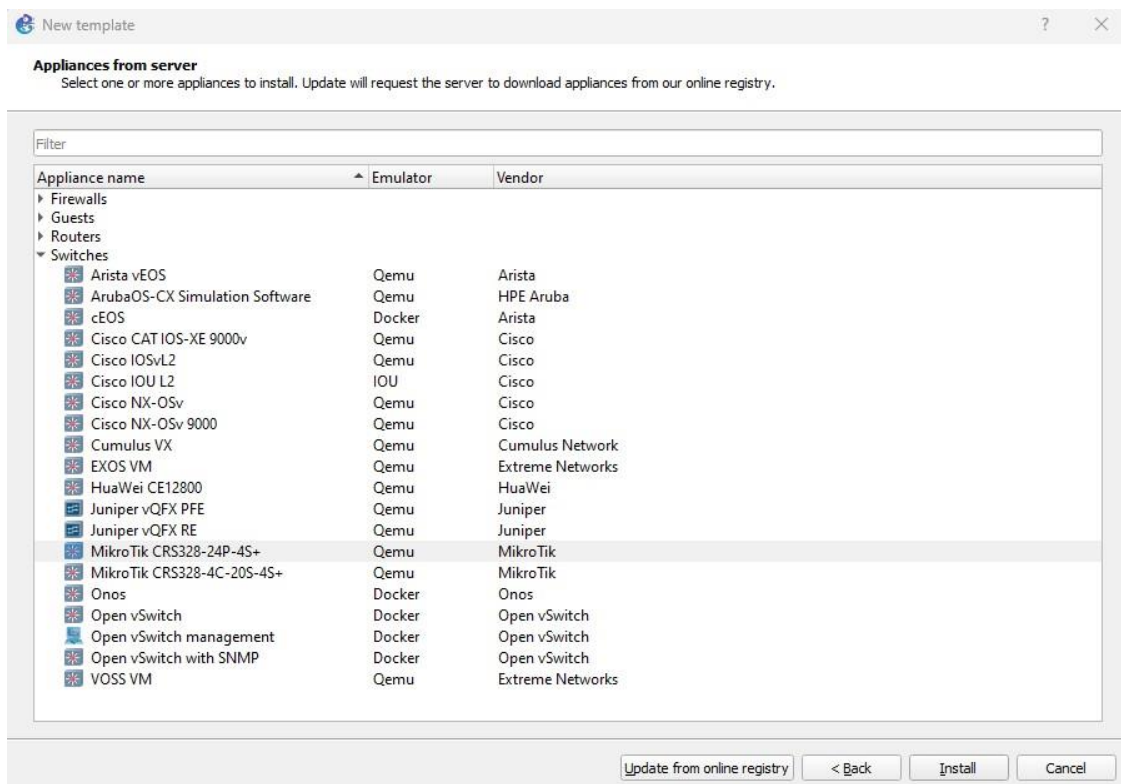 New template
Appliances from server
Select one or more appliances to install. Update will request the server to download appliances from our online registry.
Filter
Appliance name Emulator Vendor
Firewalls
Guests
Routers
Switches
Arista vEOS Qemu Arista
ArubaOS-CX Simulation Software Qemu HPE Aruba
cEOS Docker Arista
Cisco CAT IOS-XE 9000v Qemu Cisco
Cisco IOSvL2 Qemu Cisco
Cisco IOU L2 IOU Cisco
Cisco NX-OSv Qemu Cisco
Cisco NX-OSv 9000 Qemu Cisco
Cumulus VX Qemu Cumulus Network
EXOS VM Qemu Extreme Networks
HuaWei CE12800 Qemu HuaWei
Juniper vQFX PFE Qemu Juniper
Juniper vQFX RE Qemu Juniper
MikroTik CRS328-24P-4S+ Qemu MikroTik
MikroTik CRS328-4C-20S-4S+ Qemu MikroTik
Onos Docker Onos
Open vSwitch Docker Open vSwitch
Open vSwitch management Docker Open vSwitch
Open vSwitch with SNMP Docker Open vSwitch
VOSS VM Qemu Extreme Networks
Update from online registry < Back Install Cancel